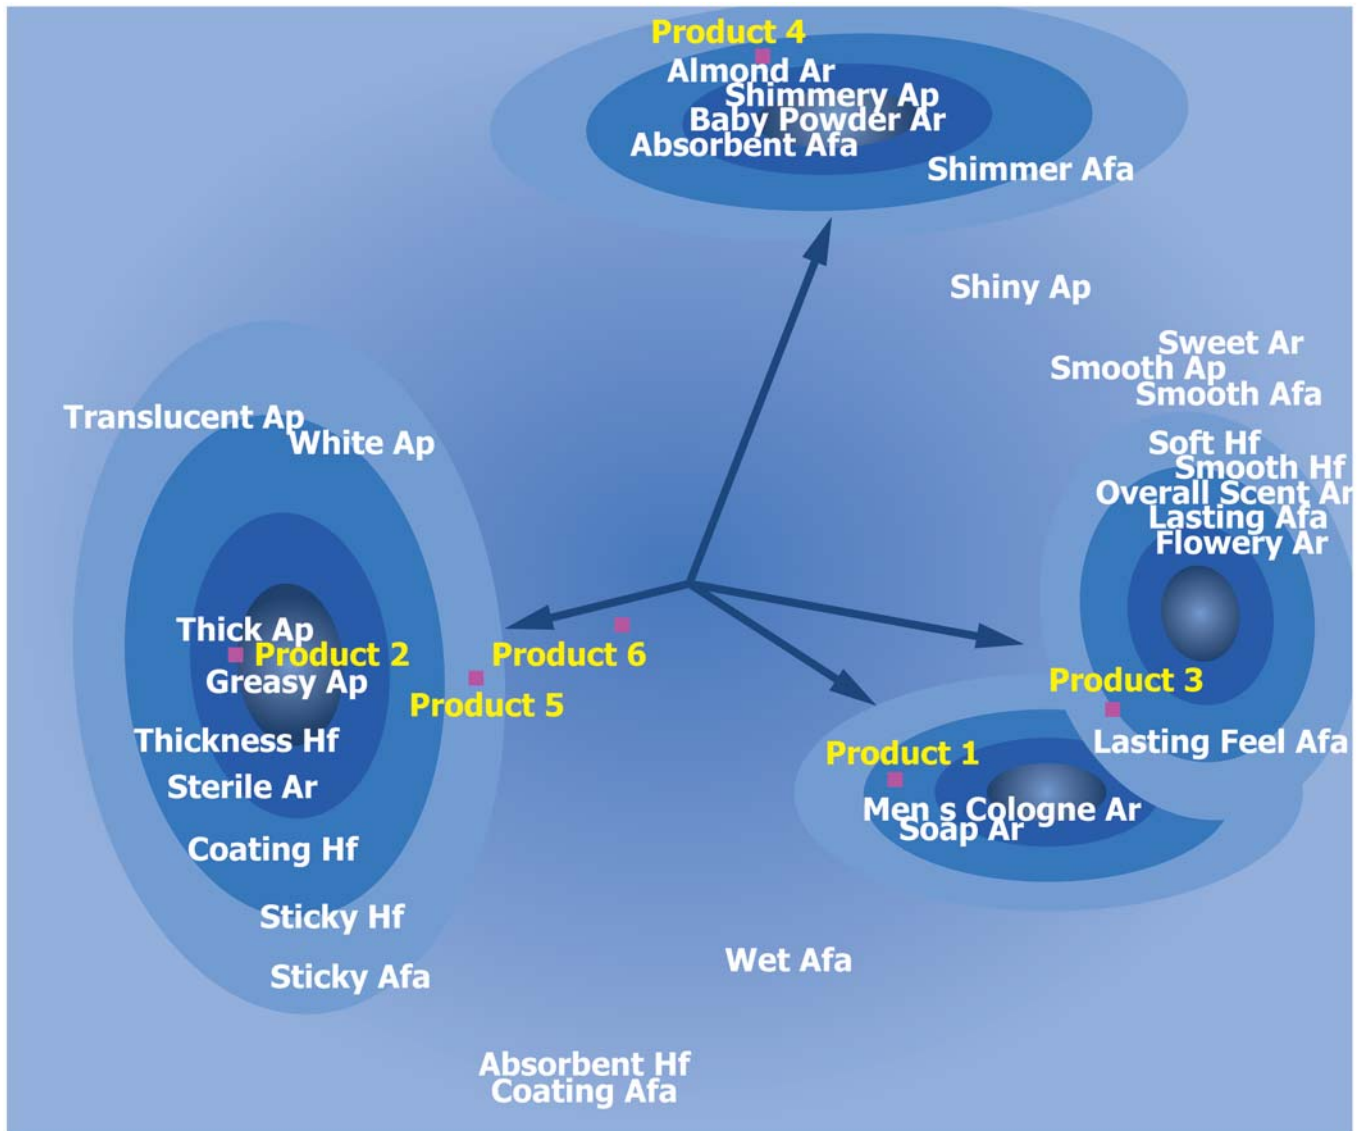 Product 4
Almond Ar
Shimmery Ap
Baby Powder Ar
Absorbent Afa
Shimmer Afa
Shiny Ap
Sweet Ar
Smooth Ap
Smooth Afa
Translucent Ap
White Ap
Soft Hf
Smooth Hf
Overall Scent Ar
Lasting Afa
Flowery Ar
Thick Ap
Product 2
Greasy Ap
Product 6
Product 5
Product 3
Thickness Hf
Lasting Feel Afa
Product 1
Sterile Ar
Men s Cologne Ar
Soap Ar
Coating Hf
Sticky Hf
Sticky Afa
Wet Afa
Absorbent Hf
Coating Afa